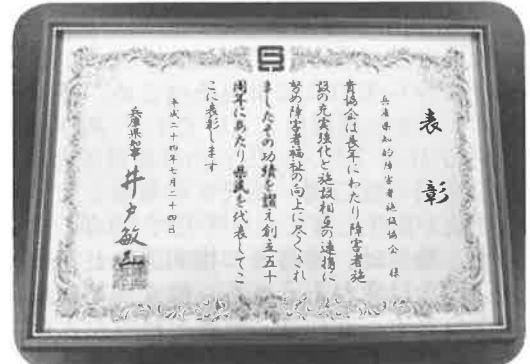 表彰
兵庫県知的障害者施設協会 様
貴協会は長年にわたり障害者施
設の充実強化と施設相互の連携に
努め障害者福祉の向上に尽くされ
ましたその功績を讃え創立五十
周年にあたり県民を代表してこ
こに表彰します
平成二十四年七月二十四日
兵庫県知事 井戸敏三